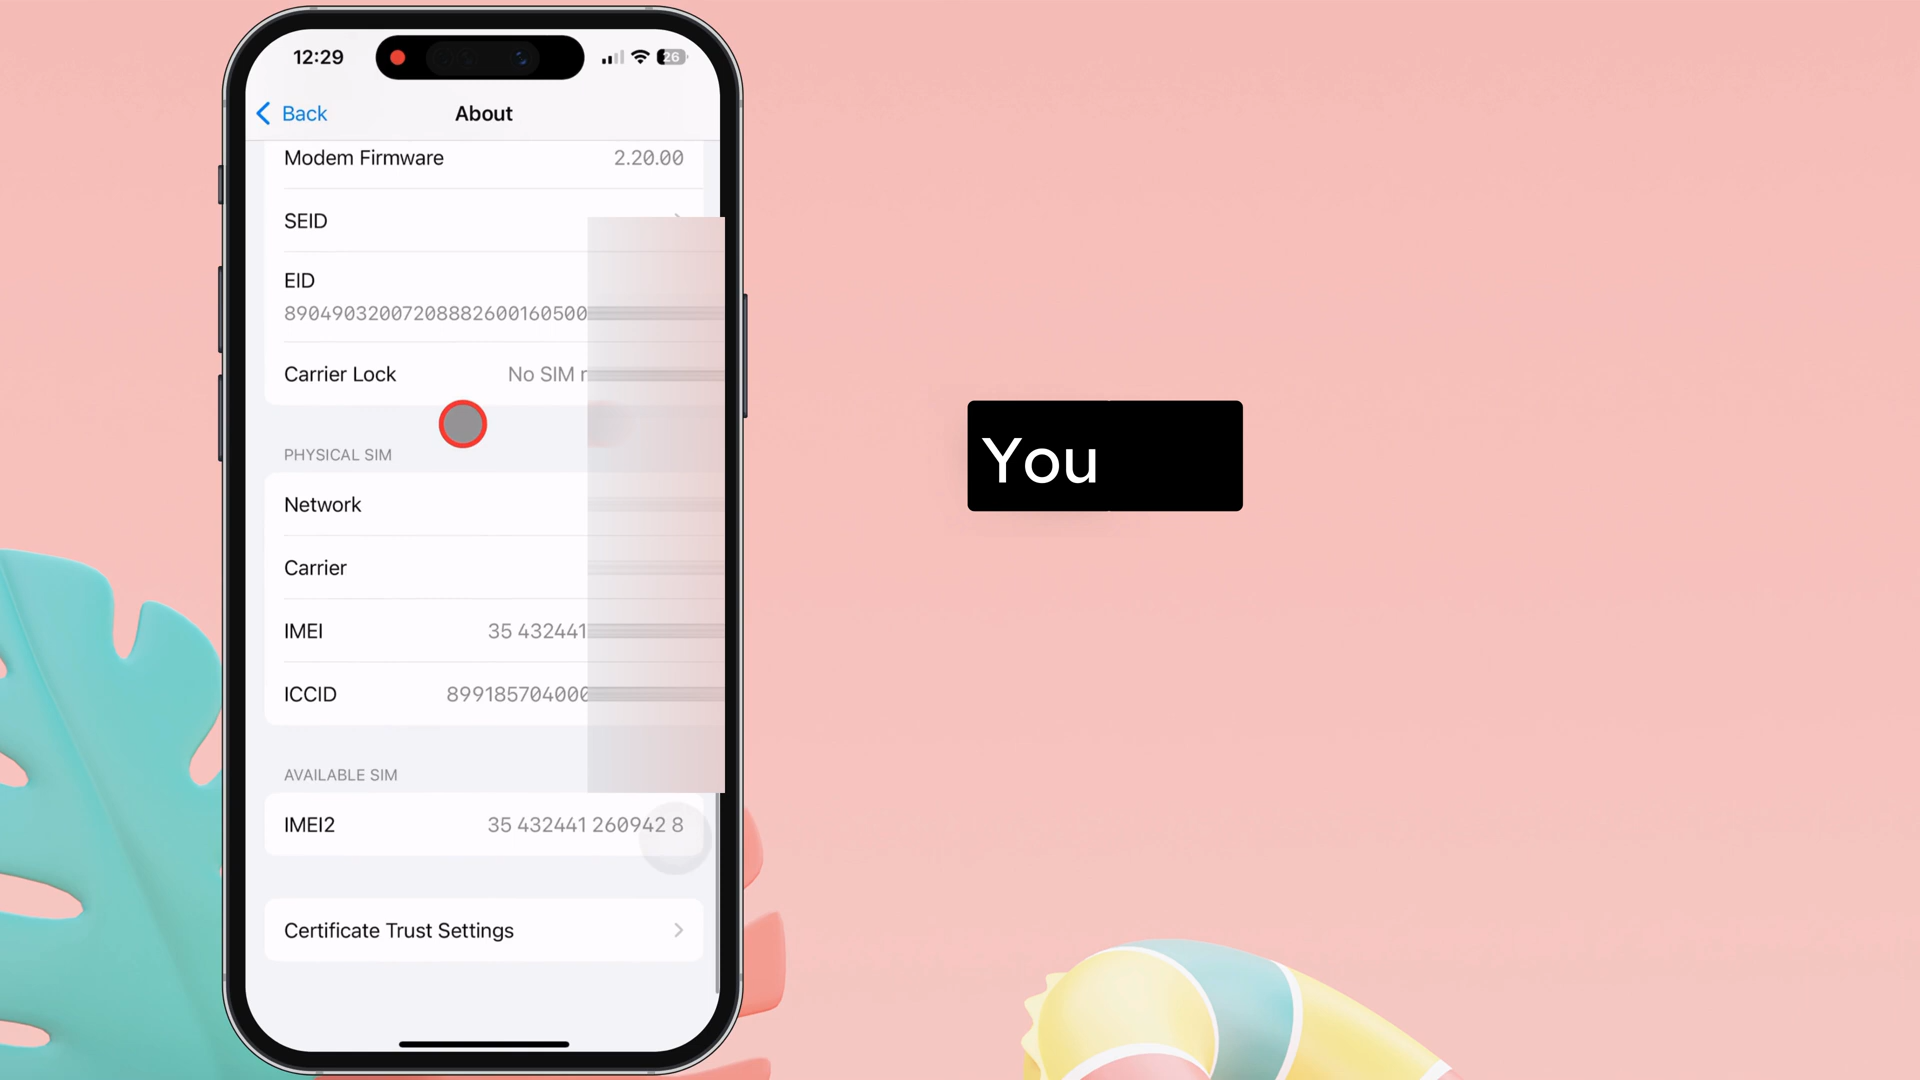 12:29
26
Back
About
Modem Firmware 2.20.00
SEID
EID
89049032007208882600160500
Carrier Lock No SIM
PHYSICAL SIM
Network
Carrier
IMEI 35 432441
ICCID 899185704000
AVAILABLE SIM
IMEI2 35 432441 260942 8
Certificate Trust Settings
You